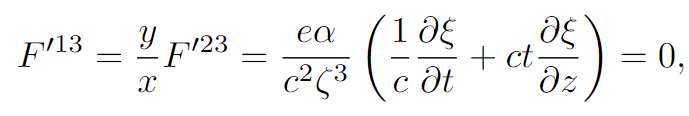 F'^{13} = \frac{y}{x} F'^{23} = \frac{e\alpha}{c^2 \zeta^3} \left( \frac{1}{c} \frac{\partial \xi}{\partial t} + ct \frac{\partial \xi}{\partial z} \right) = 0,